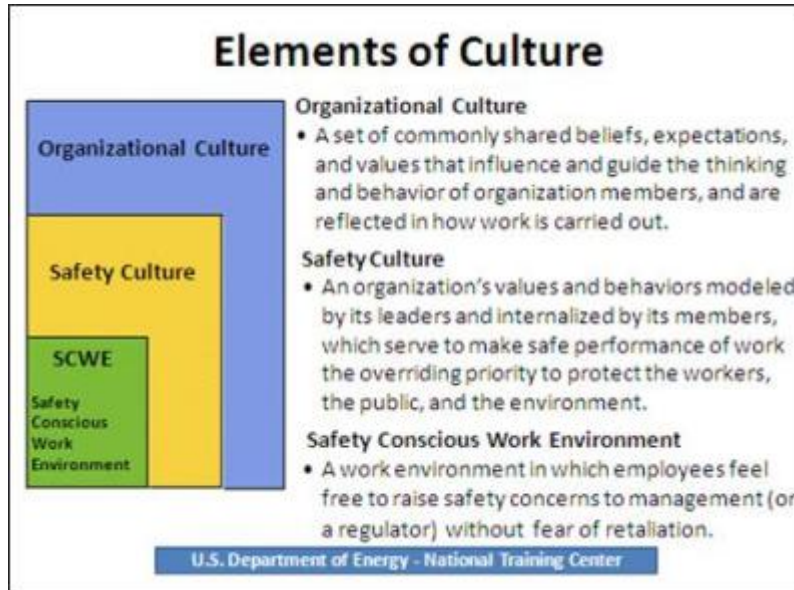 Elements of Culture
Organizational Culture
Safety Culture
SCWE
Safety
Conscious
Work
Environment
Organizational Culture
• A set of commonly shared beliefs, expectations,
and values that influence and guide the thinking
and behavior of organization members, and are
reflected in how work is carried out.
Safety Culture
• An organization's values and behaviors modeled
by its leaders and internalized by its members,
which serve to make safe performance of work
the overriding priority to protect the workers,
the public, and the environment.
Safety Conscious Work Environment
• A work environment in which employees feel
free to raise safety concerns to management (or
a regulator) without fear of retaliation.
U.S. Department of Energy - National Training Center